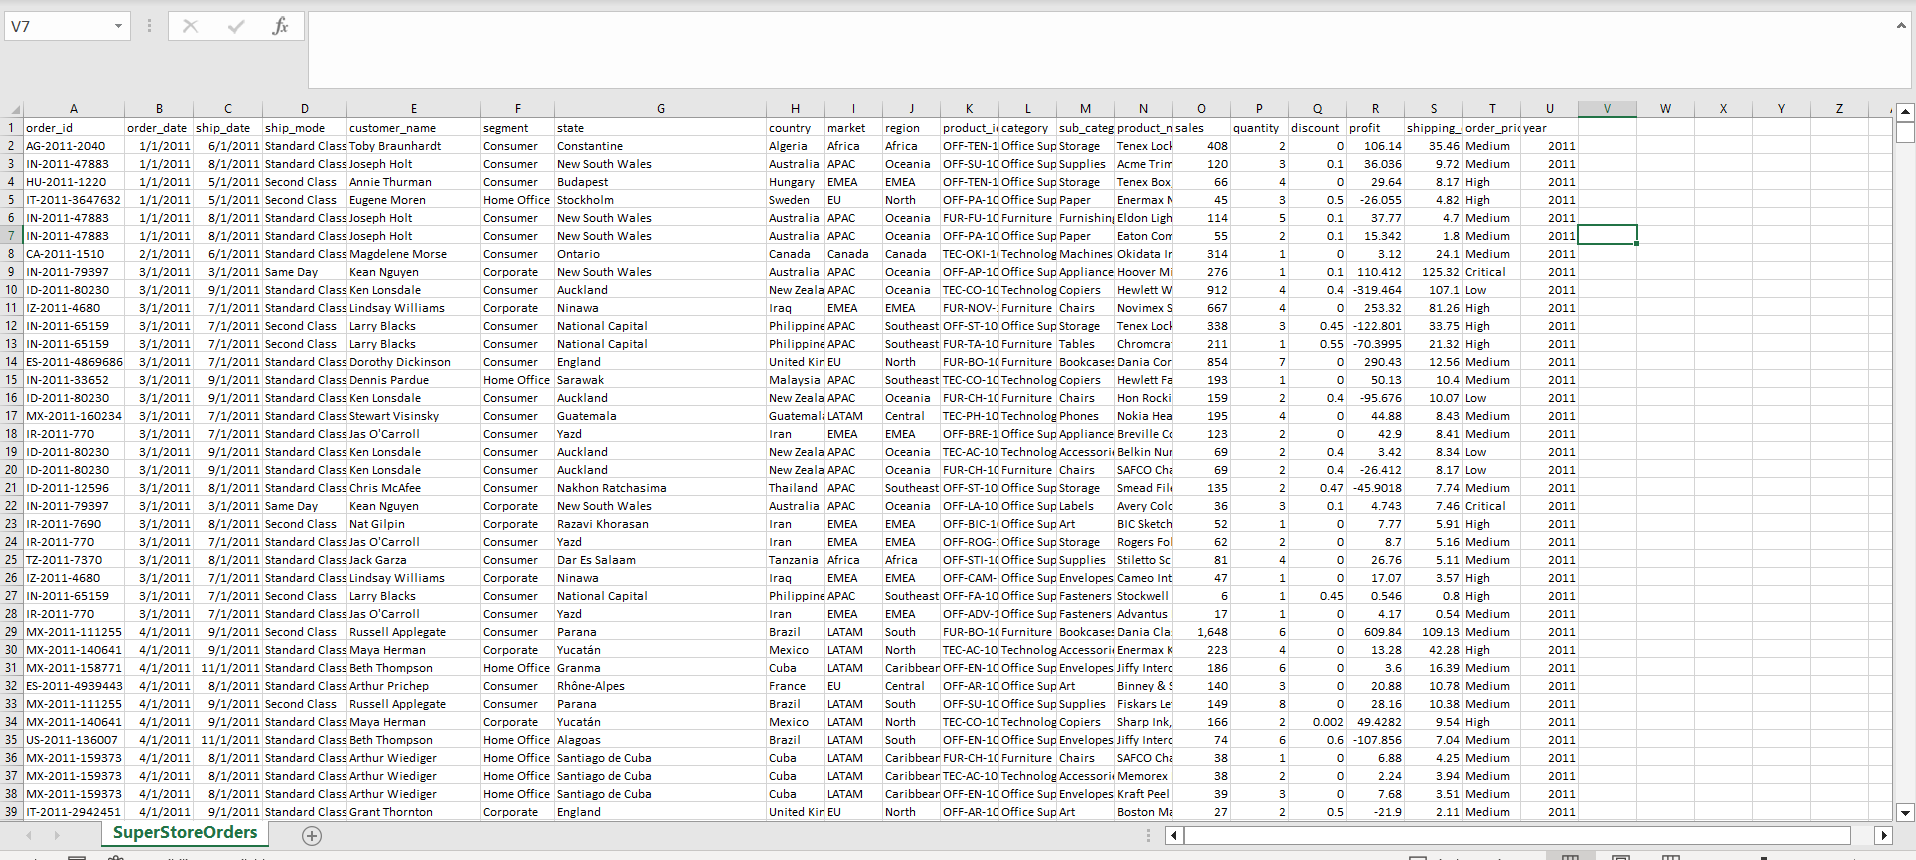 V7 fx
A B C D E F G H I J K L M N O P Q R S T U V W X Y Z
1 order_id order_date ship_date ship_mode customer_name segment state country market region product_i category sub_categ product_n sales quantity discount profit shipping_ order_prio year
2 AG-2011-2040 1/1/2011 6/1/2011 Standard Class Toby Braunhardt Consumer Constantine Algeria Africa Africa OFF-TEN-1 Office Sup Storage Tenex Lock 408 2 0 106.14 35.46 Medium 2011
3 IN-2011-47883 1/1/2011 8/1/2011 Standard Class Joseph Holt Consumer New South Wales Australia APAC Oceania OFF-SU-10 Office Sup Supplies Acme Trim 120 3 0.1 36.036 9.72 Medium 2011
4 HU-2011-1220 1/1/2011 5/1/2011 Second Class Annie Thurman Consumer Budapest Hungary EMEA EMEA OFF-TEN-1 Office Sup Storage Tenex Box 66 4 0 29.64 8.17 High 2011
5 IT-2011-3647632 1/1/2011 5/1/2011 Second Class Eugene Moren Home Office Stockholm Sweden EU North OFF-PA-10 Office Sup Paper Enermax N 45 3 0.5 -26.055 4.82 High 2011
6 IN-2011-47883 1/1/2011 8/1/2011 Standard Class Joseph Holt Consumer New South Wales Australia APAC Oceania FUR-FU-10 Furniture Furnishing Eldon Ligh 114 5 0.1 37.77 4.7 Medium 2011
7 IN-2011-47883 1/1/2011 8/1/2011 Standard Class Joseph Holt Consumer New South Wales Australia APAC Oceania OFF-PA-10 Office Sup Paper Eaton Com 55 2 0.1 15.342 1.8 Medium 2011
8 CA-2011-1510 2/1/2011 6/1/2011 Standard Class Magdelene Morse Consumer Ontario Canada Canada Canada TEC-OKI-1 Technolog Machines Okidata In 314 1 0 3.12 24.1 Medium 2011
9 IN-2011-79397 3/1/2011 3/1/2011 Same Day Kean Nguyen Corporate New South Wales Australia APAC Oceania OFF-AP-10 Office Sup Appliance Hoover Mi 276 1 0.1 110.412 125.32 Critical 2011
10 ID-2011-80230 3/1/2011 9/1/2011 Standard Class Ken Lonsdale Consumer Auckland New Zeala APAC Oceania TEC-CO-10 Technolog Copiers Hewlett W 912 4 0.4 -319.464 107.1 Low 2011
11 IZ-2011-4680 3/1/2011 7/1/2011 Standard Class Lindsay Williams Corporate Ninawa Iraq EMEA EMEA FUR-NOV- Furniture Chairs Novimex S 667 4 0 253.32 81.26 High 2011
12 IN-2011-65159 3/1/2011 7/1/2011 Second Class Larry Blacks Consumer National Capital Philippine APAC Southeast OFF-ST-10 Office Sup Storage Tenex Lock 338 3 0.45 -122.801 33.75 High 2011
13 IN-2011-65159 3/1/2011 7/1/2011 Second Class Larry Blacks Consumer National Capital Philippine APAC Southeast FUR-TA-10 Furniture Tables Chromcra 211 1 0.55 -70.3995 21.32 High 2011
14 ES-2011-4869686 3/1/2011 7/1/2011 Standard Class Dorothy Dickinson Consumer England United Kin EU North FUR-BO-10 Furniture Bookcases Dania Cor 854 7 0 290.43 12.56 Medium 2011
15 IN-2011-33652 3/1/2011 9/1/2011 Standard Class Dennis Pardue Home Office Sarawak Malaysia APAC Southeast TEC-CO-10 Technolog Copiers Hewlett Fa 193 1 0 50.13 10.4 Medium 2011
16 ID-2011-80230 3/1/2011 9/1/2011 Standard Class Ken Lonsdale Consumer Auckland New Zeala APAC Oceania FUR-CH-10 Furniture Chairs Hon Rocki 159 2 0.4 -95.676 10.07 Low 2011
17 MX-2011-160234 3/1/2011 7/1/2011 Standard Class Stewart Visinsky Consumer Guatemala Guatemala LATAM Central TEC-PH-10 Technolog Phones Nokia Hea 195 4 0 44.88 8.43 Medium 2011
18 IR-2011-770 3/1/2011 7/1/2011 Standard Class Jas O'Carroll Consumer Yazd Iran EMEA EMEA OFF-BRE-1 Office Sup Appliance Breville Co 123 2 0 42.9 8.41 Medium 2011
19 ID-2011-80230 3/1/2011 9/1/2011 Standard Class Ken Lonsdale Consumer Auckland New Zeala APAC Oceania TEC-AC-10 Technolog Accessori Belkin Nur 69 2 0.4 3.42 8.34 Low 2011
20 ID-2011-80230 3/1/2011 9/1/2011 Standard Class Ken Lonsdale Consumer Auckland New Zeala APAC Oceania FUR-CH-10 Furniture Chairs SAFCO Cha 69 2 0.4 -26.412 8.17 Low 2011
21 ID-2011-12596 3/1/2011 8/1/2011 Standard Class Chris McAfee Consumer Nakhon Ratchasima Thailand APAC Southeast OFF-ST-10 Office Sup Storage Smead File 135 2 0.47 -45.9018 7.74 Medium 2011
22 IN-2011-79397 3/1/2011 3/1/2011 Same Day Kean Nguyen Corporate New South Wales Australia APAC Oceania OFF-LA-10 Office Sup Labels Avery Colo 36 3 0.1 4.743 7.46 Critical 2011
23 IR-2011-7690 3/1/2011 8/1/2011 Second Class Nat Gilpin Corporate Razavi Khorasan Iran EMEA EMEA OFF-BIC-1 Office Sup Art BIC Sketch 52 1 0 7.77 5.91 High 2011
24 IR-2011-770 3/1/2011 7/1/2011 Standard Class Jas O'Carroll Consumer Yazd Iran EMEA EMEA OFF-ROG- Office Sup Storage Rogers Fol 62 2 0 8.7 5.16 Medium 2011
25 TZ-2011-7370 3/1/2011 8/1/2011 Standard Class Jack Garza Consumer Dar Es Salaam Tanzania Africa Africa OFF-STI-10 Office Sup Supplies Stiletto Sc 81 4 0 26.76 5.11 Medium 2011
26 IZ-2011-4680 3/1/2011 7/1/2011 Standard Class Lindsay Williams Corporate Ninawa Iraq EMEA EMEA OFF-CAM- Office Sup Envelopes Cameo Int 47 1 0 17.07 3.57 High 2011
27 IN-2011-65159 3/1/2011 7/1/2011 Second Class Larry Blacks Consumer National Capital Philippine APAC Southeast OFF-FA-10 Office Sup Fasteners Stockwell 6 1 0.45 0.546 0.8 High 2011
28 IR-2011-770 3/1/2011 7/1/2011 Standard Class Jas O'Carroll Consumer Yazd Iran EMEA EMEA OFF-ADV-1 Office Sup Fasteners Advantus 17 1 0 4.17 0.54 Medium 2011
29 MX-2011-111255 4/1/2011 9/1/2011 Second Class Russell Applegate Consumer Parana Brazil LATAM South FUR-BO-10 Furniture Bookcases Dania Cla 1,648 6 0 609.84 109.13 Medium 2011
30 MX-2011-140641 4/1/2011 9/1/2011 Standard Class Maya Herman Corporate Yucatán Mexico LATAM North TEC-AC-10 Technolog Accessori Enermax K 223 4 0 13.28 42.28 High 2011
31 MX-2011-158771 4/1/2011 11/1/2011 Standard Class Beth Thompson Home Office Granma Cuba LATAM Caribbean OFF-EN-10 Office Sup Envelopes Jiffy Interc 186 6 0 3.6 16.39 Medium 2011
32 ES-2011-4939443 4/1/2011 8/1/2011 Standard Class Arthur Prichep Consumer Rhône-Alpes France EU Central OFF-AR-10 Office Sup Art Binney & S 140 3 0 20.88 10.78 Medium 2011
33 MX-2011-111255 4/1/2011 9/1/2011 Second Class Russell Applegate Consumer Parana Brazil LATAM South OFF-SU-10 Office Sup Supplies Fiskars Le 149 8 0 28.16 10.38 Medium 2011
34 MX-2011-140641 4/1/2011 9/1/2011 Standard Class Maya Herman Corporate Yucatán Mexico LATAM North TEC-CO-10 Technolog Copiers Sharp Ink, 166 2 0.002 49.4282 9.54 High 2011
35 US-2011-136007 4/1/2011 11/1/2011 Standard Class Beth Thompson Home Office Alagoas Brazil LATAM South OFF-EN-10 Office Sup Envelopes Jiffy Interc 74 6 0.6 -107.856 7.04 Medium 2011
36 MX-2011-159373 4/1/2011 8/1/2011 Standard Class Arthur Wiediger Home Office Santiago de Cuba Cuba LATAM Caribbean FUR-CH-10 Furniture Chairs SAFCO Cha 38 1 0 6.88 4.25 Medium 2011
37 MX-2011-159373 4/1/2011 8/1/2011 Standard Class Arthur Wiediger Home Office Santiago de Cuba Cuba LATAM Caribbean TEC-AC-10 Technolog Accessori Memorex 38 2 0 2.24 3.94 Medium 2011
38 MX-2011-159373 4/1/2011 8/1/2011 Standard Class Arthur Wiediger Home Office Santiago de Cuba Cuba LATAM Caribbean OFF-EN-10 Office Sup Envelopes Kraft Peel 39 3 0 7.68 3.51 Medium 2011
39 IT-2011-2942451 4/1/2011 9/1/2011 Standard Class Grant Thornton Corporate England United Kin EU North OFF-AR-10 Office Sup Art Boston Ma 27 2 0.5 -21.9 2.11 Medium 2011
SuperStoreOrders